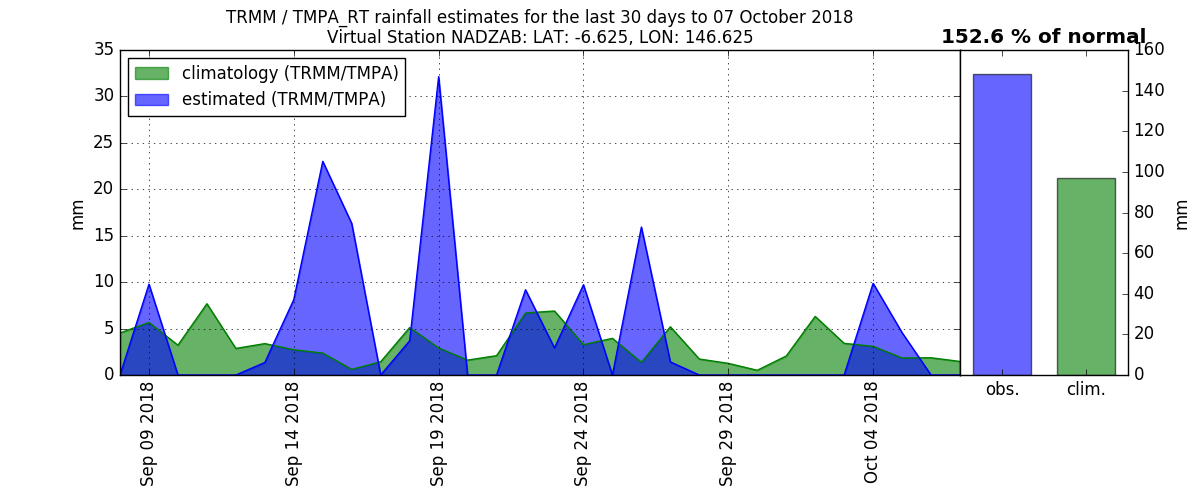 TRMM / TMPA_RT rainfall estimates for the last 30 days to 07 October 2018
Virtual Station NADZAB: LAT: -6.625, LON: 146.625
152.6 % of normal
climatology (TRMM/TMPA)
estimated (TRMM/TMPA)
mm
35
30
25
20
15
10
5
0
Sep 09 2018
Sep 14 2018
Sep 19 2018
Sep 24 2018
Sep 29 2018
Oct 04 2018
obs.
clim.
160
140
120
100
80
60
40
20
0
mm